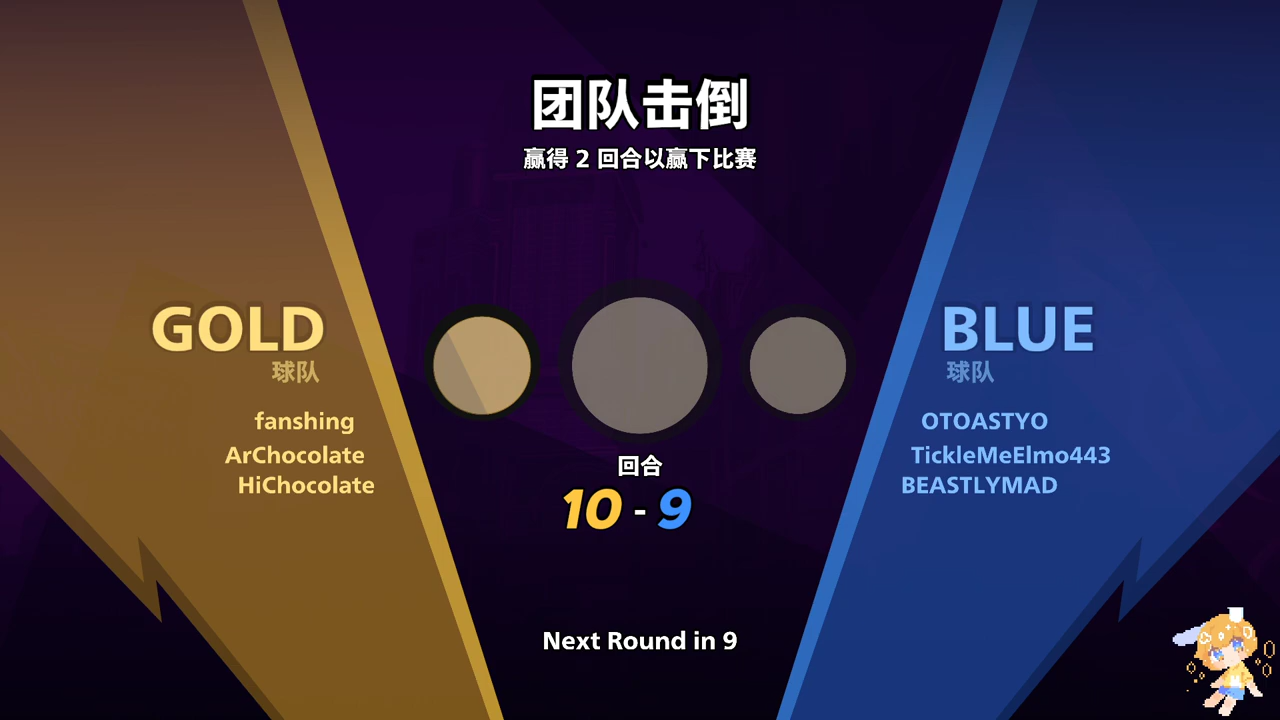 团队击倒
赢得 2 回合以赢下比赛
GOLD
球队
fanshing
ArChocolate
HiChocolate
BLUE
球队
OTOASTYO
TickleMeElmo443
BEASTLYMAD
回合
10 - 9
Next Round in 9